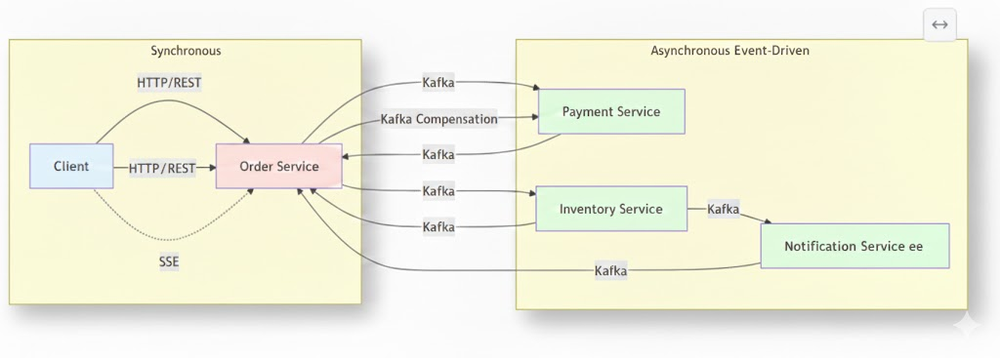 Synchronous
Asynchronous Event-Driven
HTTP/REST
Kafka
Payment Service
Kafka Compensation
Client
HTTP/REST
Order Service
Kafka
Kafka
Inventory Service
Kafka
Kafka
Notification Service ee
SSE
Kafka